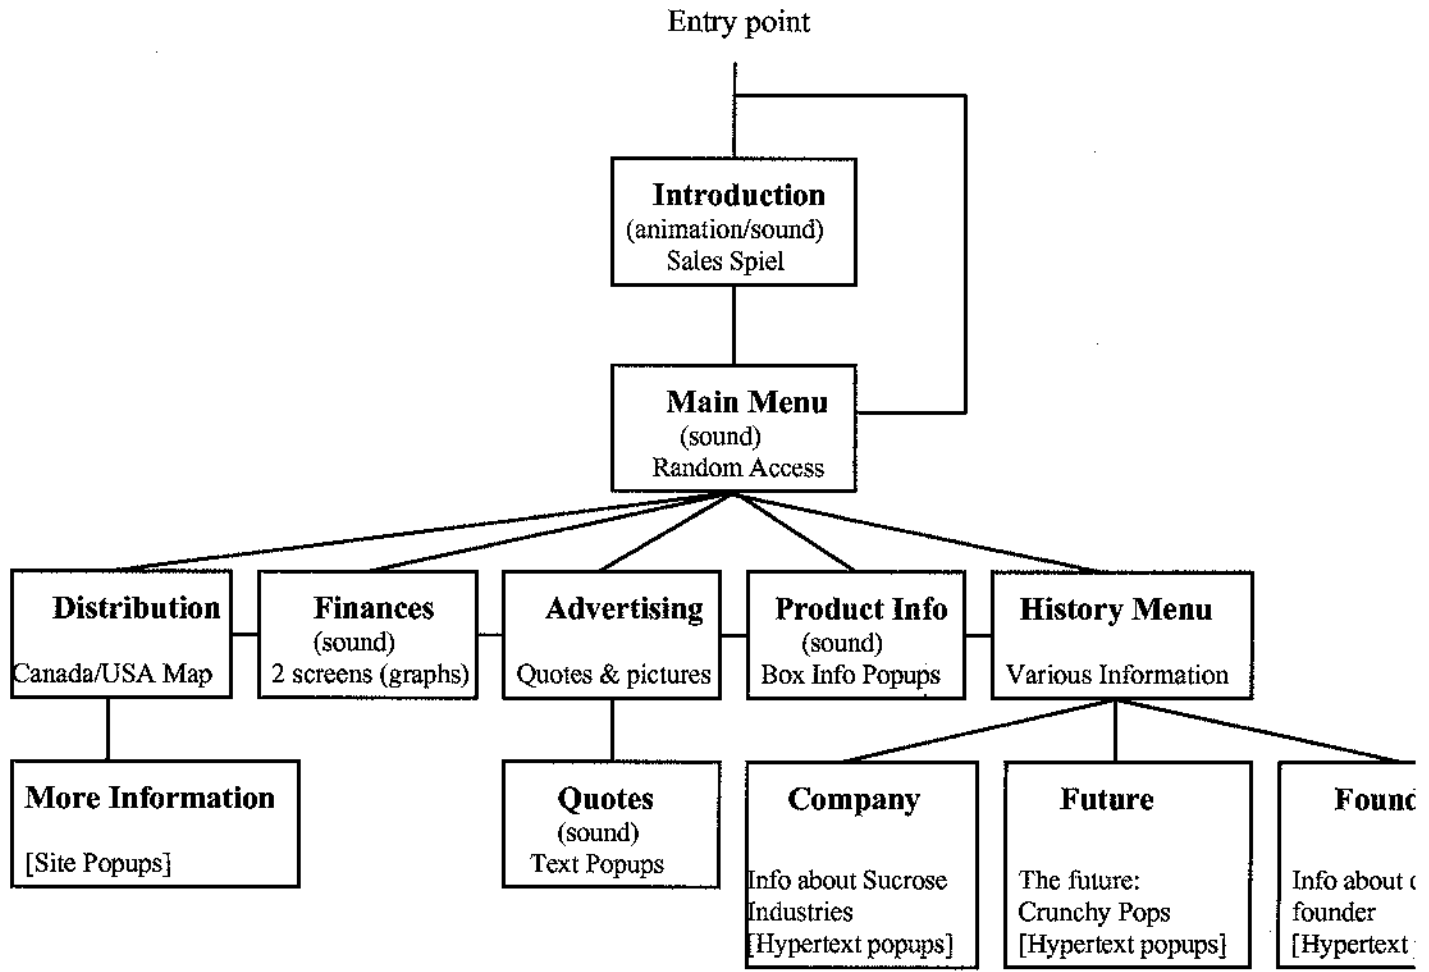 Entry point
Introduction
(animation/sound)
Sales Spiel
Main Menu
(sound)
Random Access
Distribution
Canada/USA Map
Finances
(sound)
2 screens (graphs)
Advertising
Quotes & pictures
Product Info
(sound)
Box Info Popups
History Menu
Various Information
More Information
[Site Popups]
Quotes
(sound)
Text Popups
Company
Info about Sucrose
Industries
[Hypertext popups]
Future
The future:
Crunchy Pops
[Hypertext popups]
Info about
founder
[Hypertext